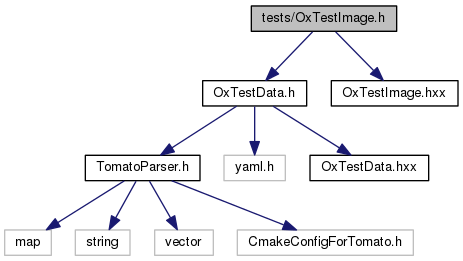 tests/OxTestImage.h
OxTestData.h
OxTestImage.hxx
TomatoParser.h
yaml.h
OxTestData.hxx
map
string
vector
CmakeConfigForTomato.h